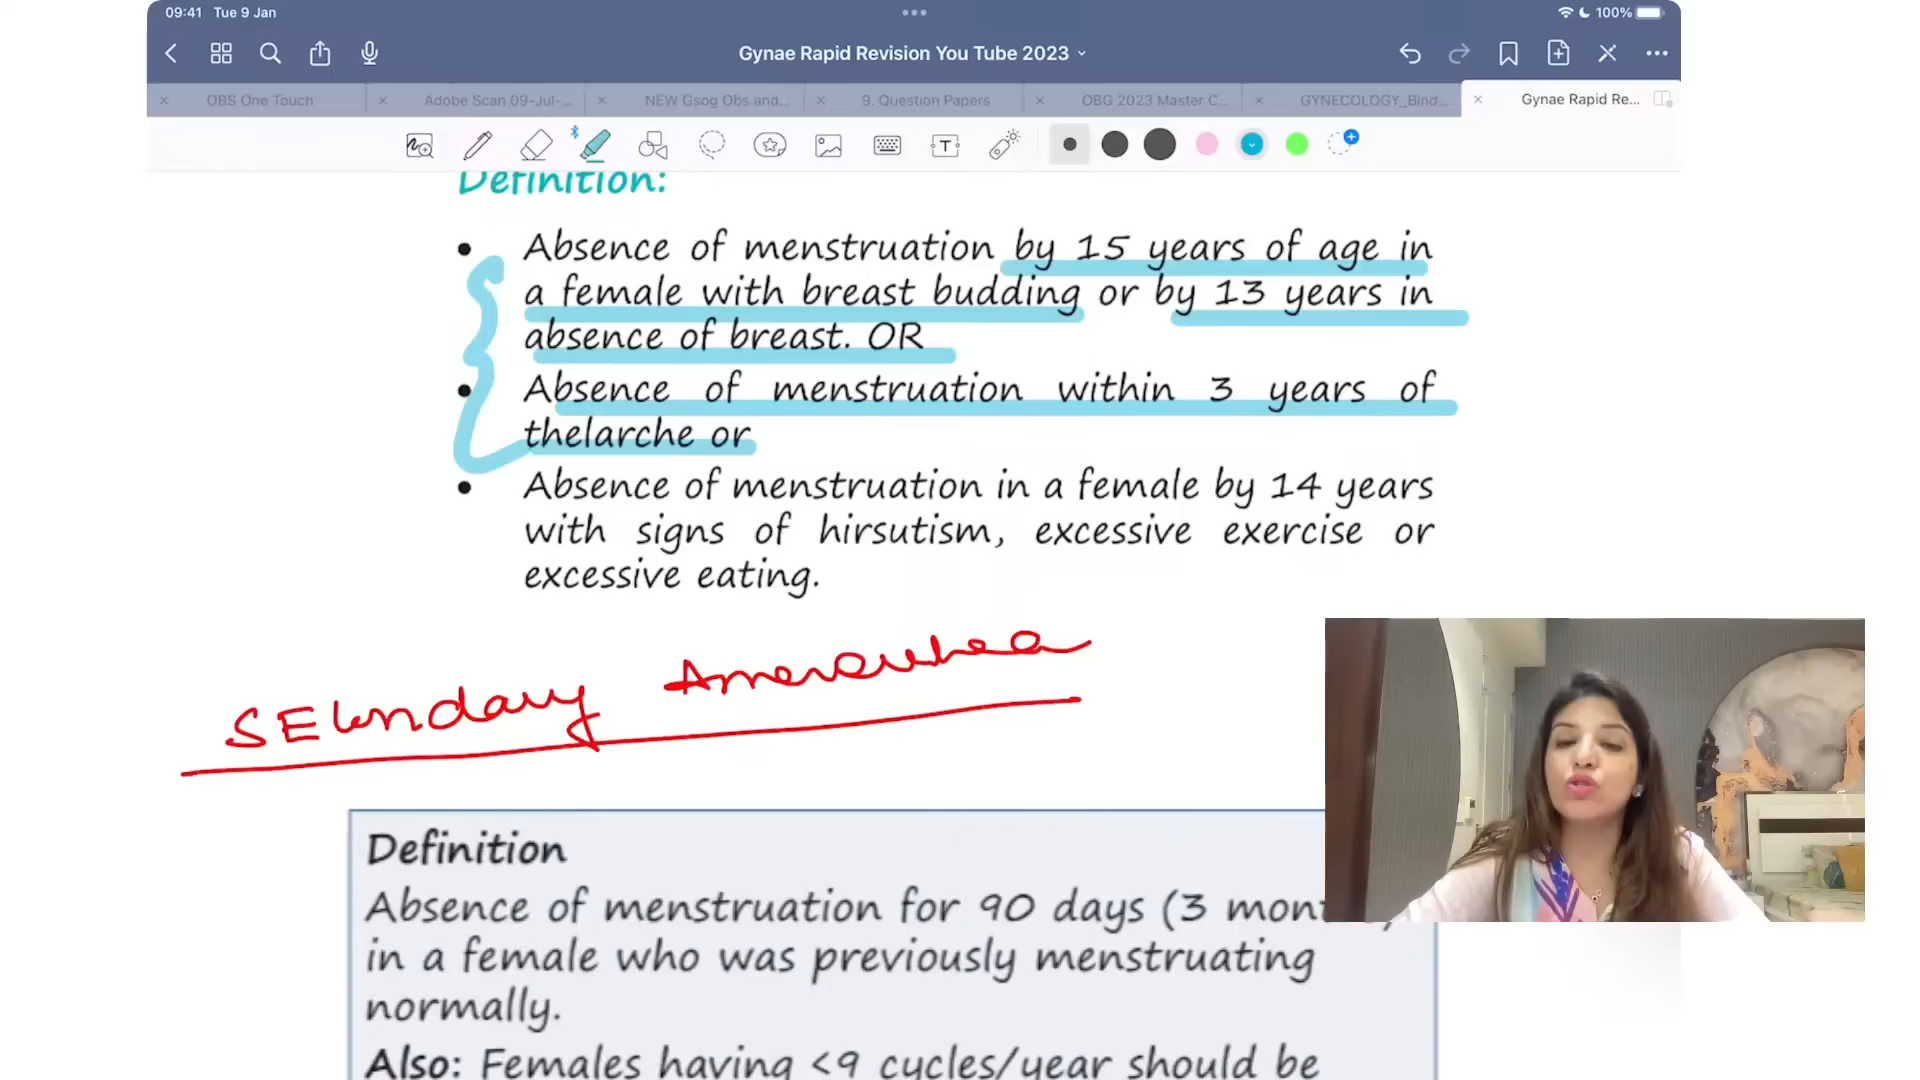 09:41 Tue 9 Jan
100%
Gynae Rapid Revision You Tube 2023
OBS One Touch
Adobe Scan 09-Jul-...
NEW Gsog Obs and...
9. Question Papers
OBG 2023 Master C...
GYNECOLOGY_Bind...
Gynae Rapid Re...
Definition:
• Absence of menstruation by 15 years of age in
a female with breast budding or by 13 years in
absence of breast. OR
• Absence of menstruation within 3 years of
thelarche or
• Absence of menstruation in a female by 14 years
with signs of hirsutism, excessive exercise or
excessive eating.
SEcondary Amenorrhea
Definition
Absence of menstruation for 90 days (3 mont
in a female who was previously menstruating
normally.
Also: Females having <9 cycles/year should be